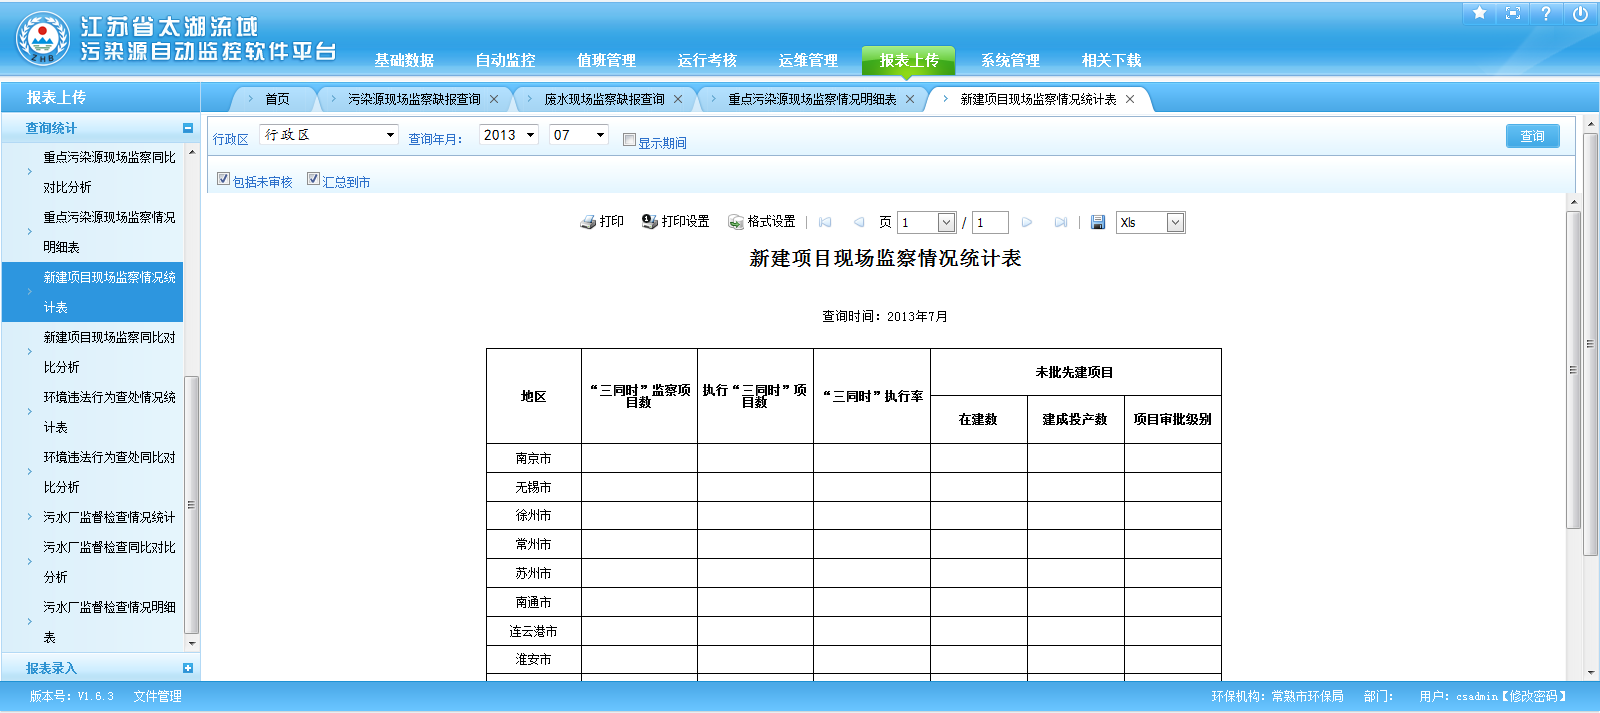 江苏省太湖流域
污染源自动监控软件平台
ZHB
基础数据 自动监控 值班管理 运行考核 运维管理 报表上传 系统管理 相关下载
报表上传
首页 污染源现场监察缺报查询 废水现场监察缺报查询 重点污染源现场监察情况明细表 新建项目现场监察情况统计表
查询统计
重点污染源现场监察同比
对比分析
重点污染源现场监察情况
明细表
新建项目现场监察情况统
计表
新建项目现场监察同比对
比分析
环境违法行为查处情况统
计表
环境违法行为查处同比对
比分析
污水厂监督检查情况统计
污水厂监督检查同比对比
分析
污水厂监督检查情况明细
表
报表录入
行政区 行政区 查询年月： 2013 07 显示期间 查询
包括未审核 汇总到市
打印 打印设置 格式设置 页 1 / 1 Xls
新建项目现场监察情况统计表
查询时间：2013年7月
地区 “三同时”监察项目数 执行“三同时”项目数 “三同时”执行率 未批先建项目
在建数 建成投产数 项目审批级别
南京市
无锡市
徐州市
常州市
苏州市
南通市
连云港市
淮安市
版本号：V1.6.3 文件管理 环保机构：常熟市环保局 部门： 用户：csadmin【修改密码】